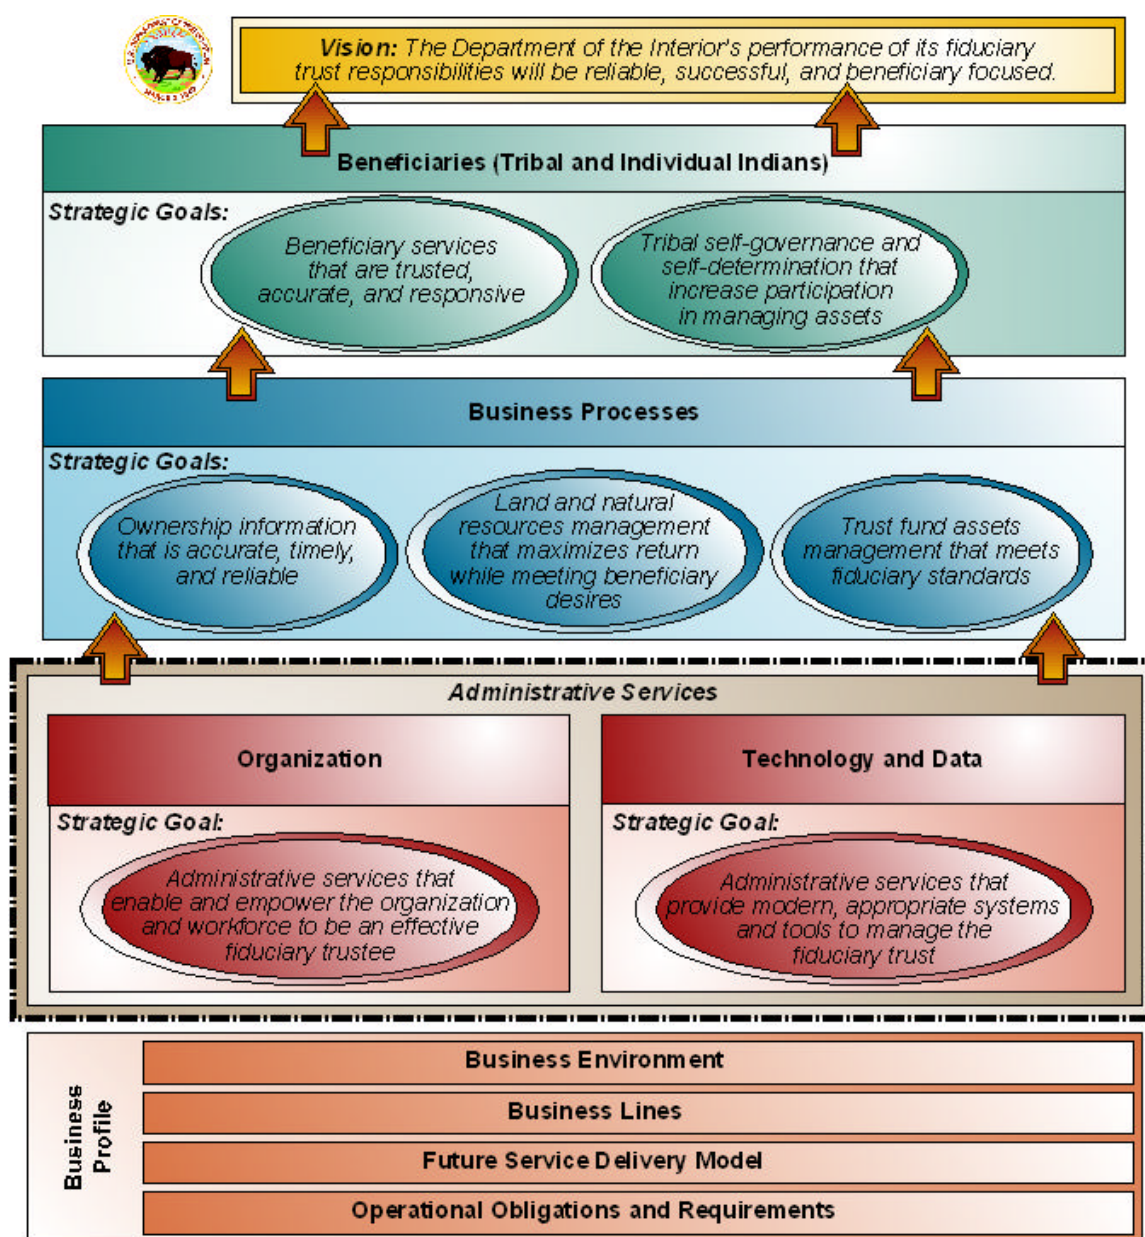 Vision: The Department of the Interior's performance of its fiduciary
trust responsibilities will be reliable, successful, and beneficiary focused.
Beneficiaries (Tribal and Individual Indians)
Strategic Goals:
Beneficiary services
that are trusted,
accurate, and responsive
Tribal self-governance and
self-determination that
increase participation
in managing assets
Business Processes
Strategic Goals:
Ownership information
that is accurate, timely,
and reliable
Land and natural
resources management
that maximizes return
while meeting beneficiary
desires
Trust fund assets
management that meets
fiduciary standards
Administrative Services
Organization
Strategic Goal:
Administrative services that
enable and empower the organization
and workforce to be an effective
fiduciary trustee
Technology and Data
Strategic Goal:
Administrative services that
provide modern, appropriate systems
and tools to manage the
fiduciary trust
Business
Profile
Business Environment
Business Lines
Future Service Delivery Model
Operational Obligations and Requirements